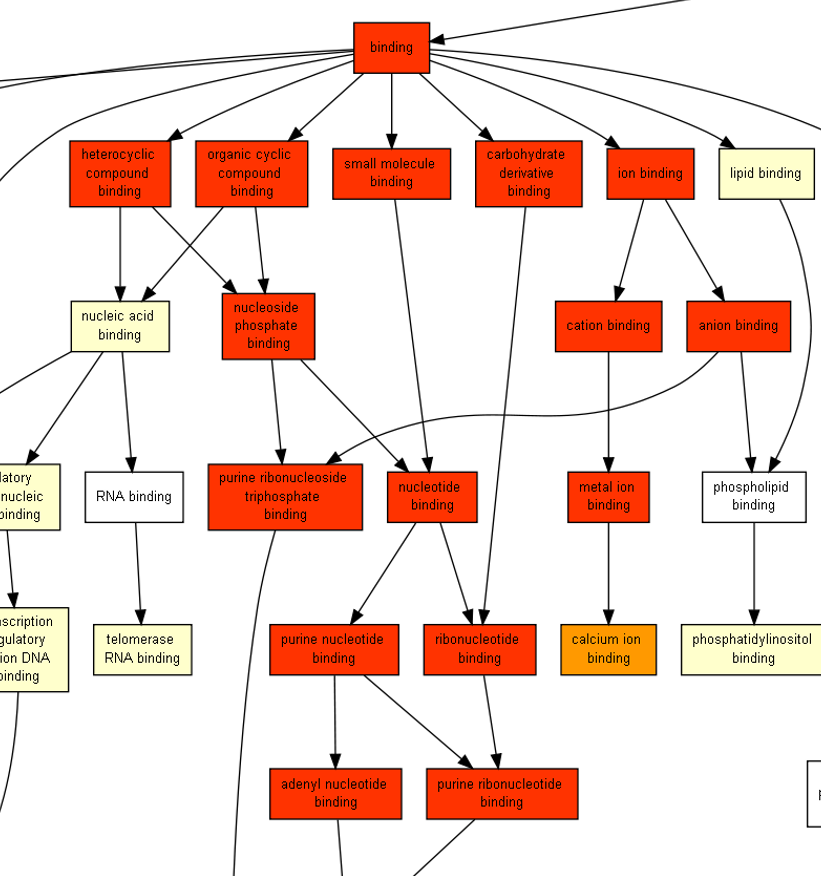 binding
heterocyclic
compound
binding
organic cyclic
compound
binding
small molecule
binding
carbohydrate
derivative
binding
ion binding
lipid binding
nucleic acid
binding
nucleoside
phosphate
binding
cation binding
anion binding
latory
nucleic
binding
RNA binding
purine ribonucleoside
triphosphate
binding
nucleotide
binding
metal ion
binding
phospholipid
binding
nscription
gulatory
ion DNA
binding
telomerase
RNA binding
purine nucleotide
binding
ribonucleotide
binding
calcium ion
binding
phosphatidylinositol
binding
adenyl nucleotide
binding
purine ribonucleotide
binding